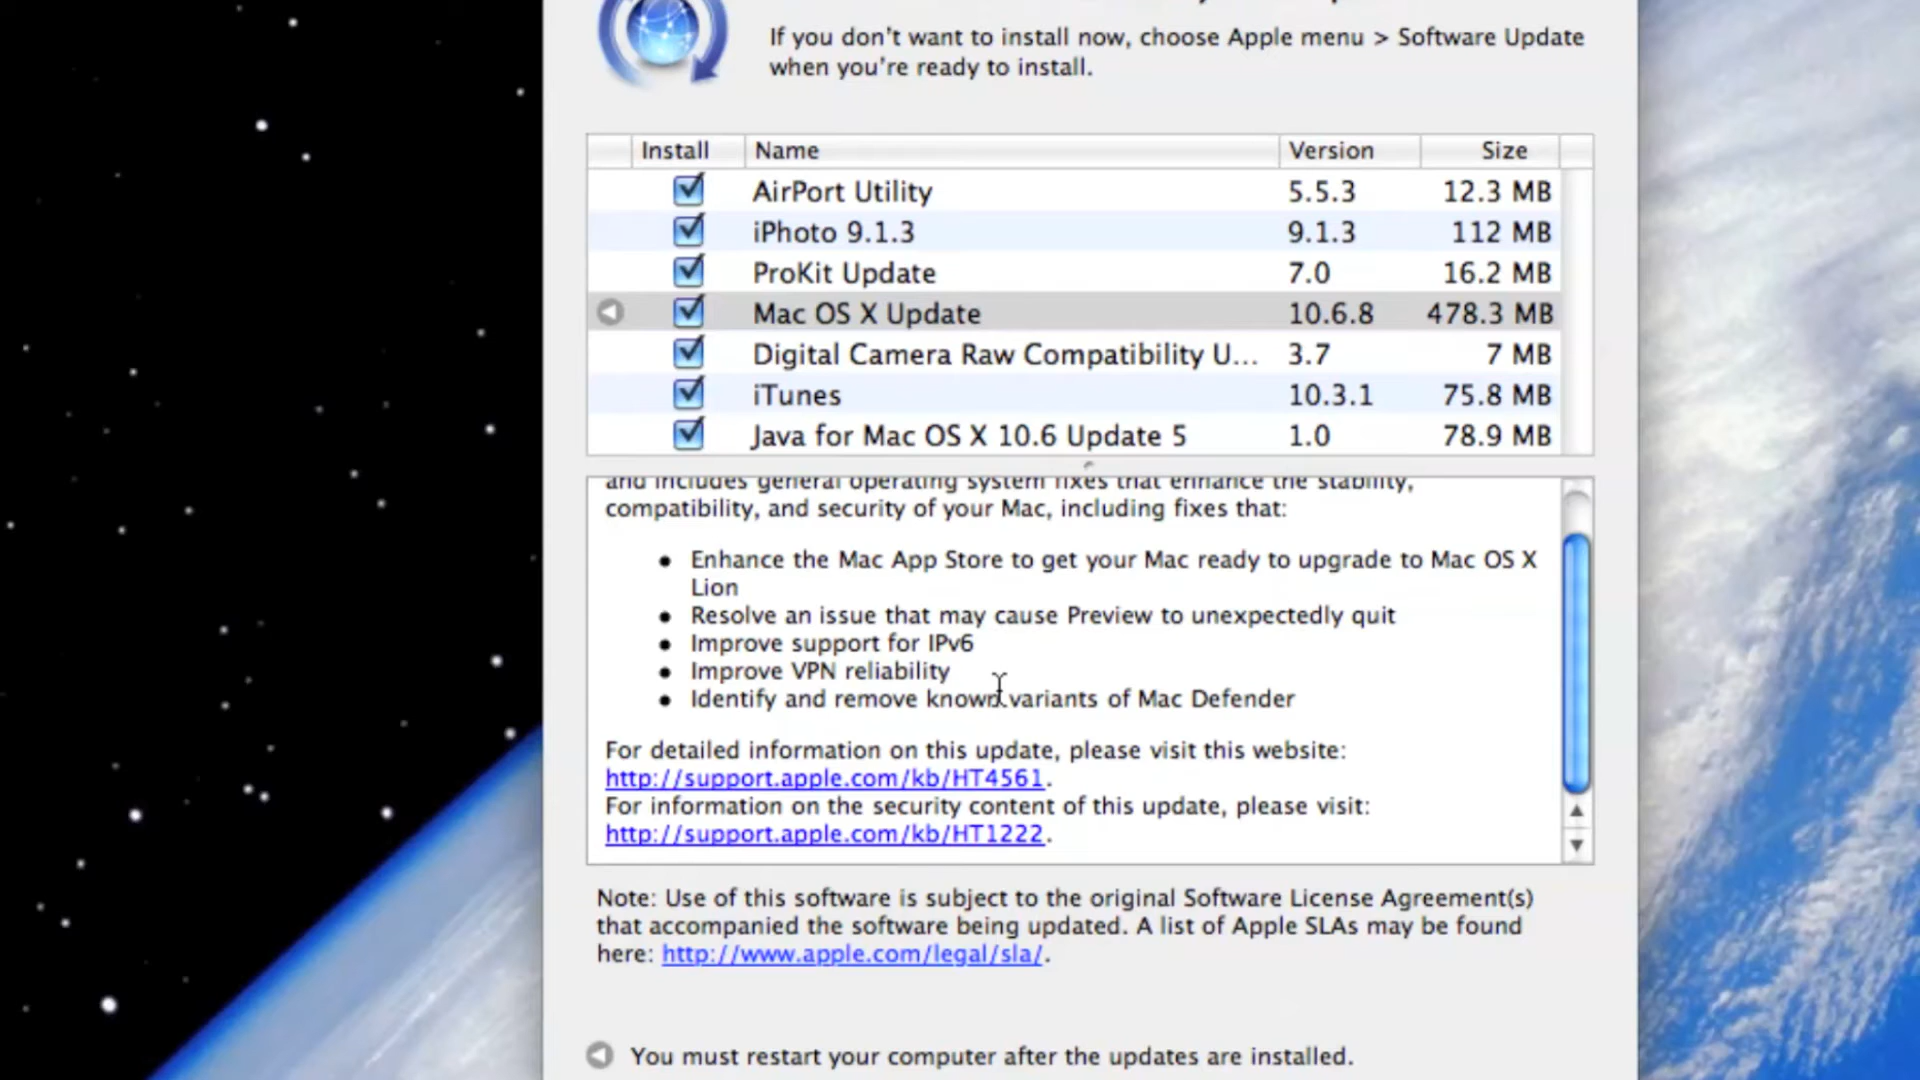 If you don't want to install now, choose Apple menu > Software Update
when you're ready to install.
Install Name Version Size
AirPort Utility 5.5.3 12.3 MB
iPhoto 9.1.3 9.1.3 112 MB
ProKit Update 7.0 16.2 MB
Mac OS X Update 10.6.8 478.3 MB
Digital Camera Raw Compatibility U... 3.7 7 MB
iTunes 10.3.1 75.8 MB
Java for Mac OS X 10.6 Update 5 1.0 78.9 MB
and includes general operating system fixes that enhance the stability,
compatibility, and security of your Mac, including fixes that:
• Enhance the Mac App Store to get your Mac ready to upgrade to Mac OS X
Lion
• Resolve an issue that may cause Preview to unexpectedly quit
• Improve support for IPv6
• Improve VPN reliability
• Identify and remove known variants of Mac Defender
For detailed information on this update, please visit this website:
http://support.apple.com/kb/HT4561.
For information on the security content of this update, please visit:
http://support.apple.com/kb/HT1222.
Note: Use of this software is subject to the original Software License Agreement(s)
that accompanied the software being updated. A list of Apple SLAs may be found
here: http://www.apple.com/legal/sla/.
You must restart your computer after the updates are installed.